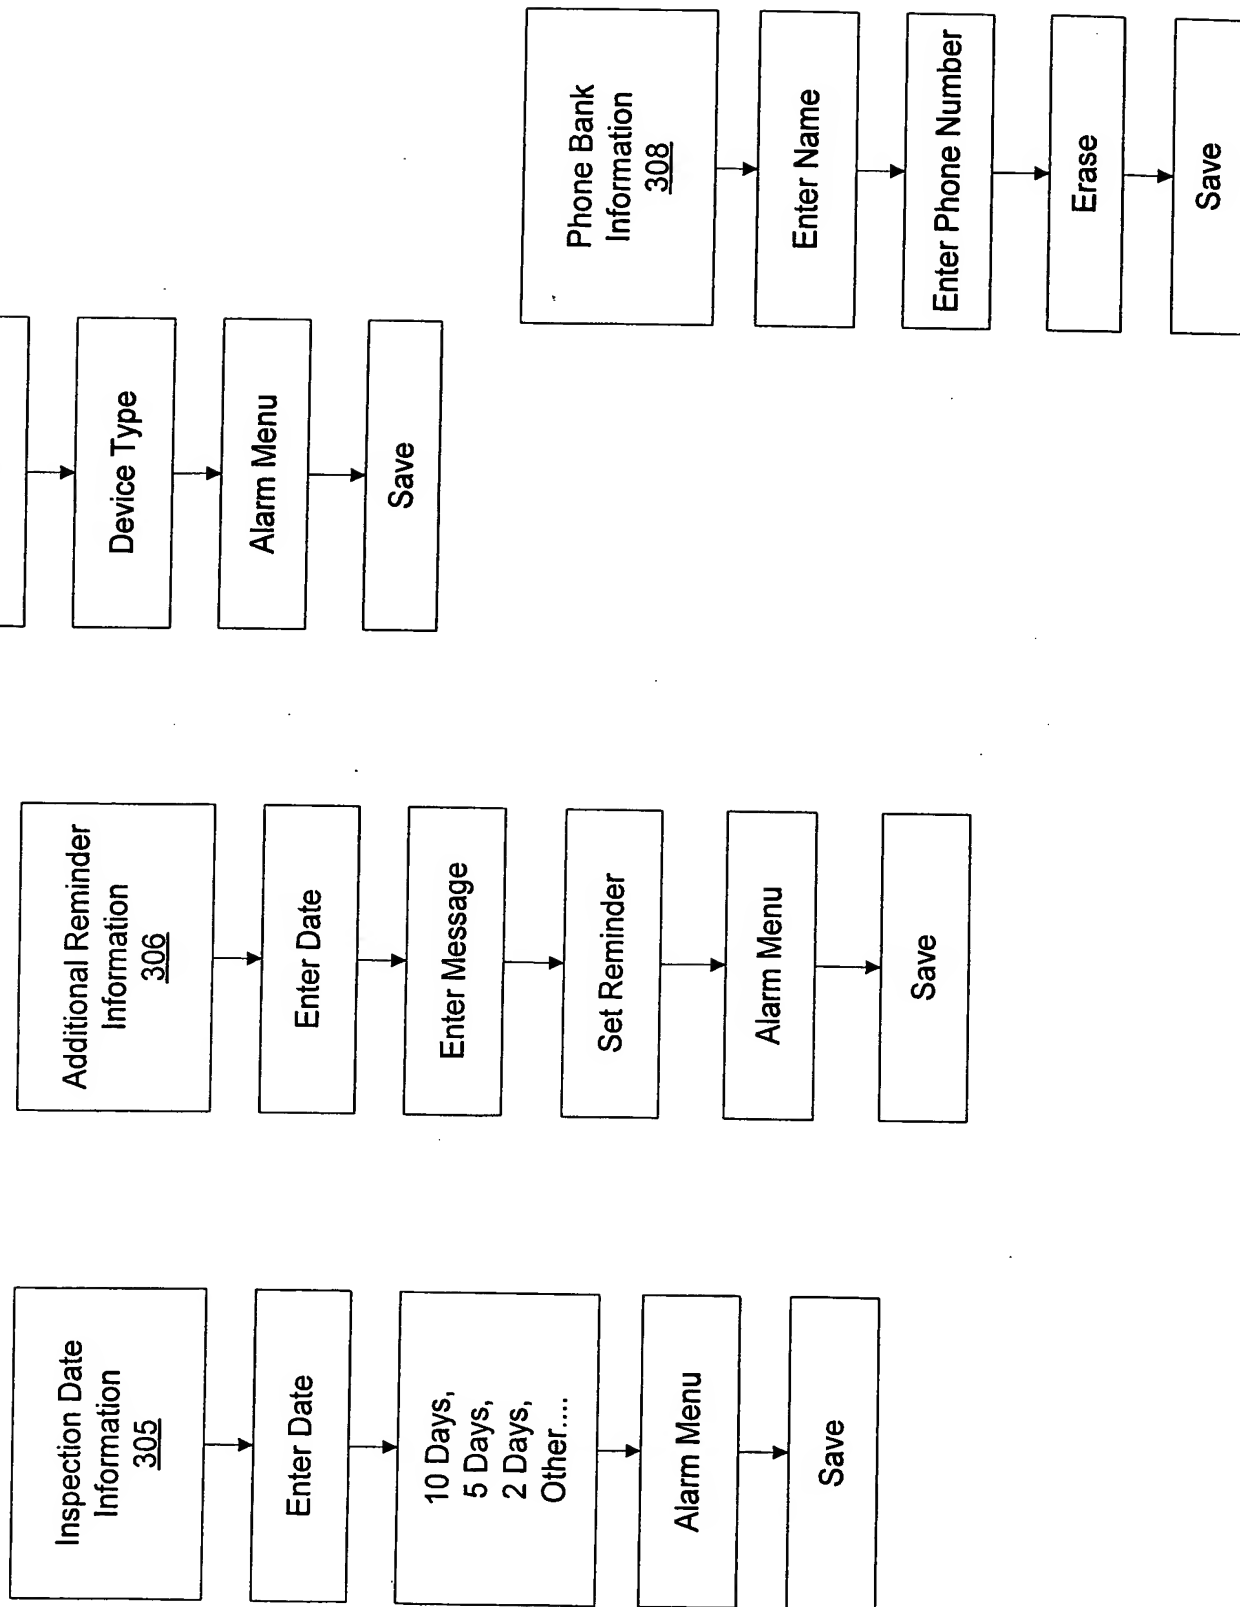 Inspection Date
Information
305
Enter Date
10 Days,
5 Days,
2 Days,
Other....
Alarm Menu
Save
Additional Reminder
Information
306
Enter Date
Enter Message
Set Reminder
Alarm Menu
Save
Device Type
Alarm Menu
Save
Phone Bank
Information
308
Enter Name
Enter Phone Number
Erase
Save